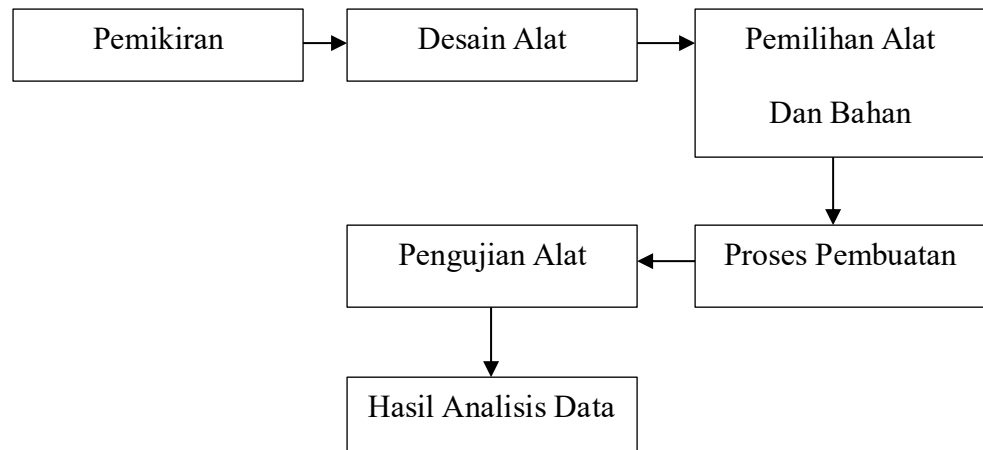 Pemikiran
Desain Alat
Pemilihan Alat
Dan Bahan
Proses Pembuatan
Pengujian Alat
Hasil Analisis Data